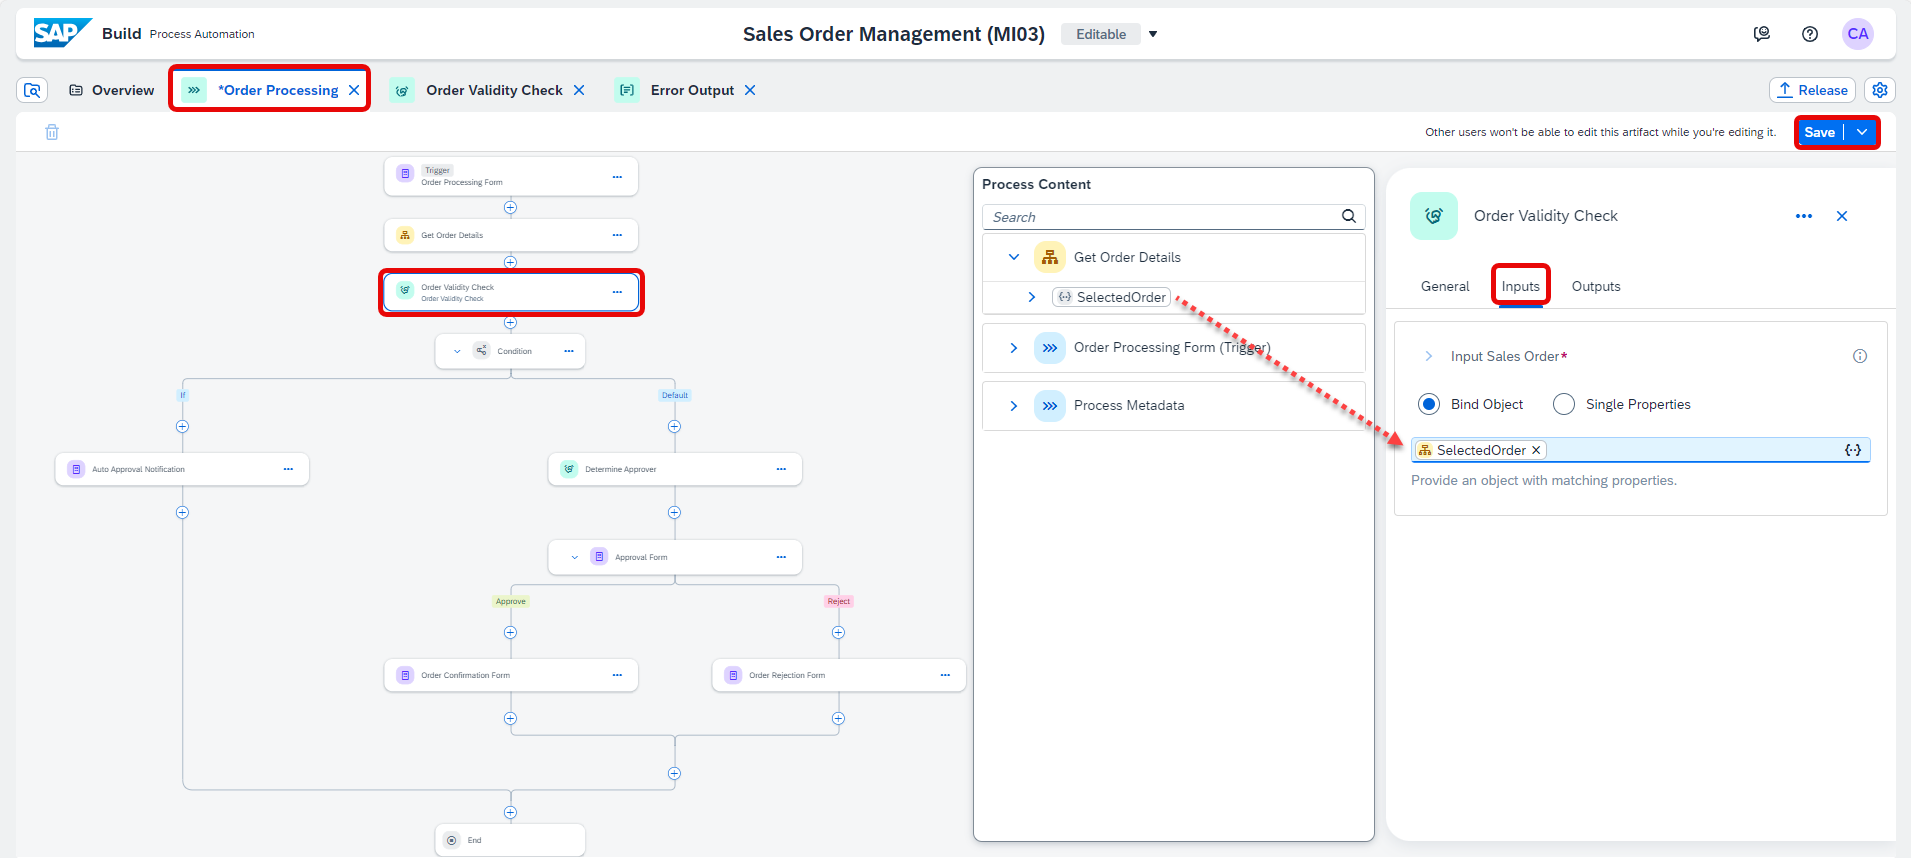 SAP Build Process Automation
Sales Order Management (MI03) Editable
CA
Overview
*Order Processing
Order Validity Check
Error Output
Release
Other users won't be able to edit this artifact while you're editing it.
Save
Trigger
Order Processing Form
Get Order Details
Order Validity Check
Order Validity Check
Condition
If
Default
Auto Approval Notification
Determine Approver
Approval Form
Approve
Reject
Order Confirmation Form
Order Rejection Form
End
Process Content
Search
Get Order Details
SelectedOrder
Order Processing Form (Trigger)
Process Metadata
Order Validity Check
General
Inputs
Outputs
Input Sales Order*
Bind Object
Single Properties
SelectedOrder
Provide an object with matching properties.